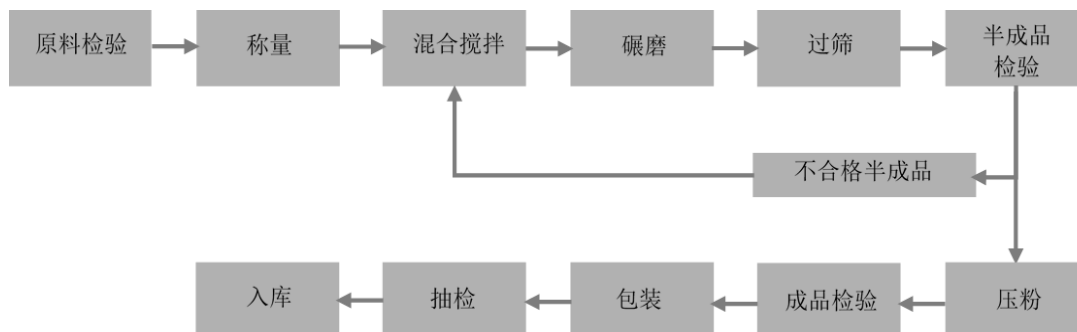 原料检验
称量
混合搅拌
碾磨
过筛
半成品
检验
不合格半成品
入库
抽检
包装
成品检验
压粉